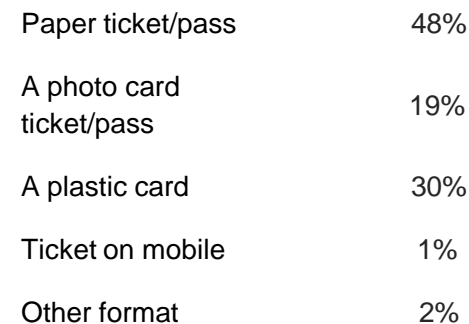 Paper ticket/pass 48%
A photo card
ticket/pass 19%
A plastic card 30%
Ticket on mobile 1%
Other format 2%